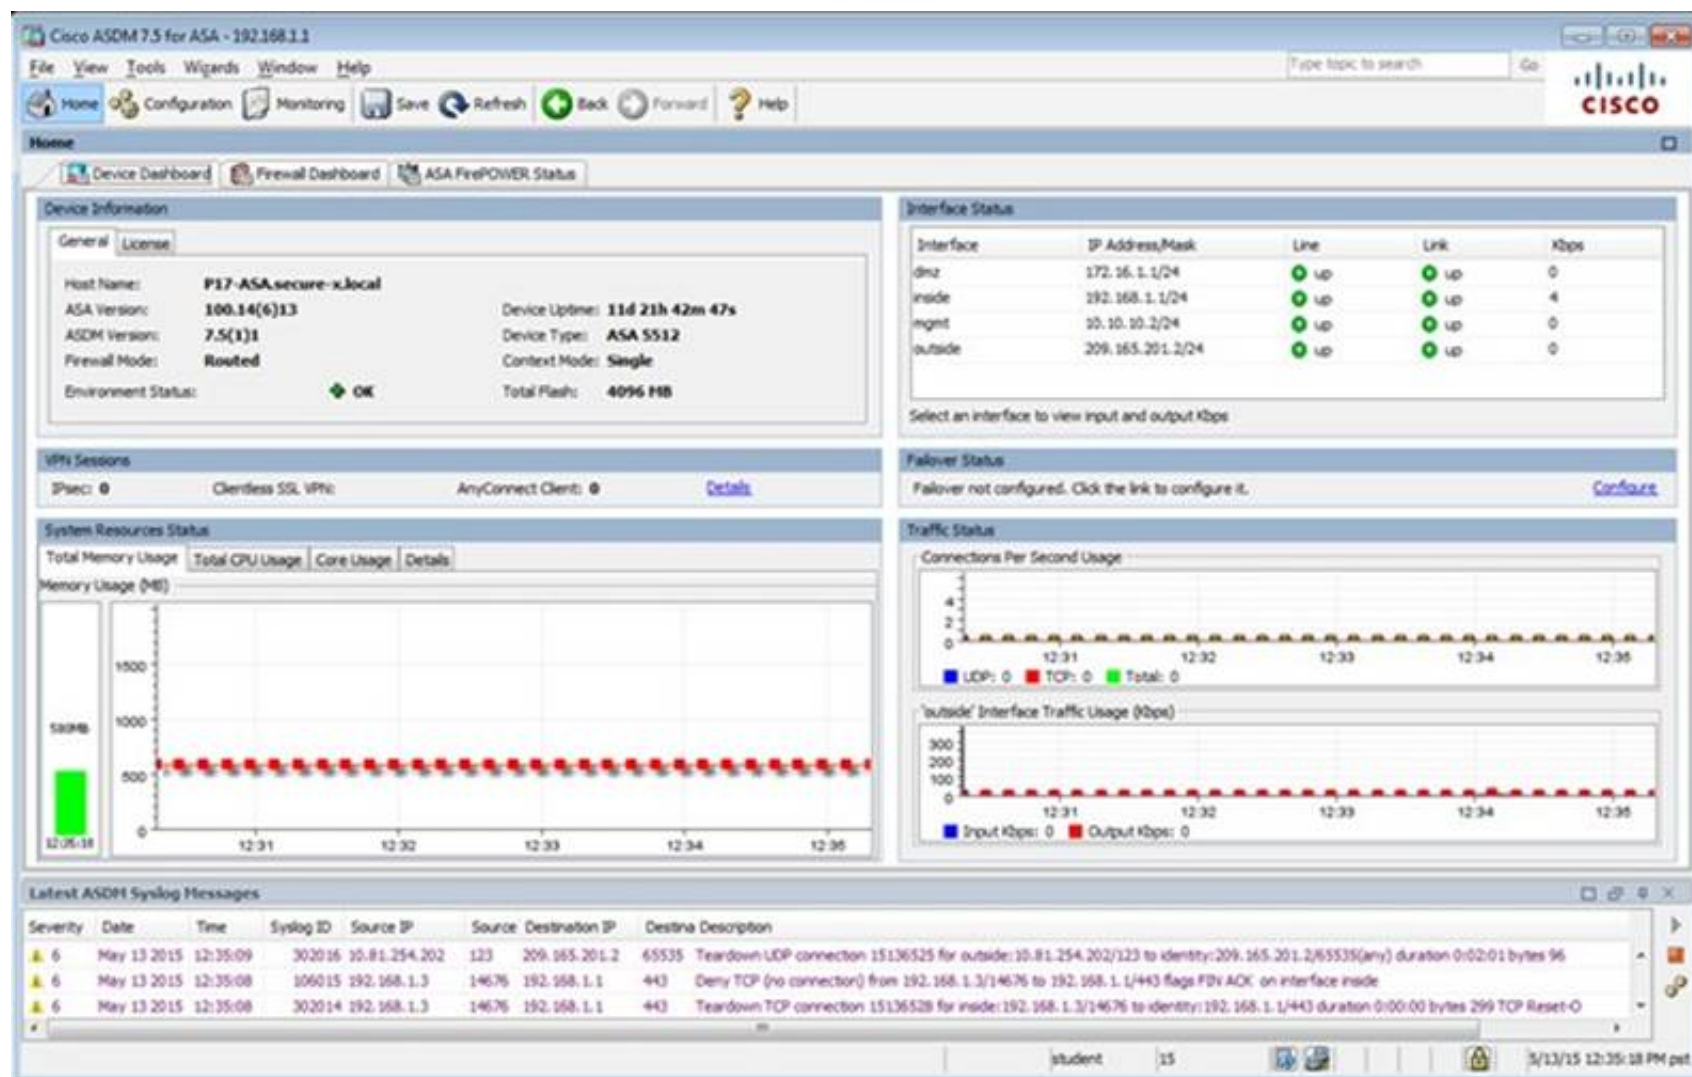 Cisco ASDM 7.5 for ASA - 192.168.1.1
File View Tools Wizards Window Help
Type topic to search Go
CISCO
Home Configuration Monitoring Save Refresh Back Forward Help
Home
Device Dashboard Firewall Dashboard ASA FirePOWER Status
Device Information
General License
Host Name: P17-ASA.secure-x.local
ASA Version: 100.14(6)13 Device Uptime: 11d 21h 42m 47s
ASDM Version: 7.5(1)1 Device Type: ASA 5512
Firewall Mode: Routed Context Mode: Single
Environment Status: OK Total Flash: 4096 MB
Interface Status
Interface IP Address/Mask Line Link Kbps
dmz 172.16.1.1/24 up up 0
inside 192.168.1.1/24 up up 4
mgmt 10.10.10.2/24 up up 0
outside 209.165.201.2/24 up up 0
Select an interface to view input and output Kbps
VPN Sessions
IPsec: 0 Clientless SSL VPN: AnyConnect Client: 0 Details
Failover Status
Failover not configured. Click the link to configure it. Configure
System Resources Status
Total Memory Usage Total CPU Usage Core Usage Details
Memory Usage (MB)
1500
1000
500
0
12:35:18
12:31 12:32 12:33 12:34 12:35
Traffic Status
Connections Per Second Usage
4
2
0
12:31 12:32 12:33 12:34 12:35
UDP: 0 TCP: 0 Total: 0
'outside' Interface Traffic Usage (Kbps)
300
200
100
0
12:31 12:32 12:33 12:34 12:35
Input Kbps: 0 Output Kbps: 0
Latest ASDM Syslog Messages
Severity Date Time Syslog ID Source IP Source Destination IP Destina Description
6 May 13 2015 12:35:09 302016 10.81.254.202 123 209.165.201.2 65535 Teardown UDP connection 15136525 for outside:10.81.254.202/123 to identity:209.165.201.2/65535(any) duration 0:02:01 bytes 96
6 May 13 2015 12:35:08 106015 192.168.1.3 14676 192.168.1.1 443 Deny TCP (no connection) from 192.168.1.3/14676 to 192.168.1.1/443 flags FIN ACK on interface inside
6 May 13 2015 12:35:08 302014 192.168.1.3 14676 192.168.1.1 443 Teardown TCP connection 15136528 for inside:192.168.1.3/14676 to identity:192.168.1.1/443 duration 0:00:00 bytes 299 TCP Reset-O
student 15 5/13/15 12:35:18 PM pst